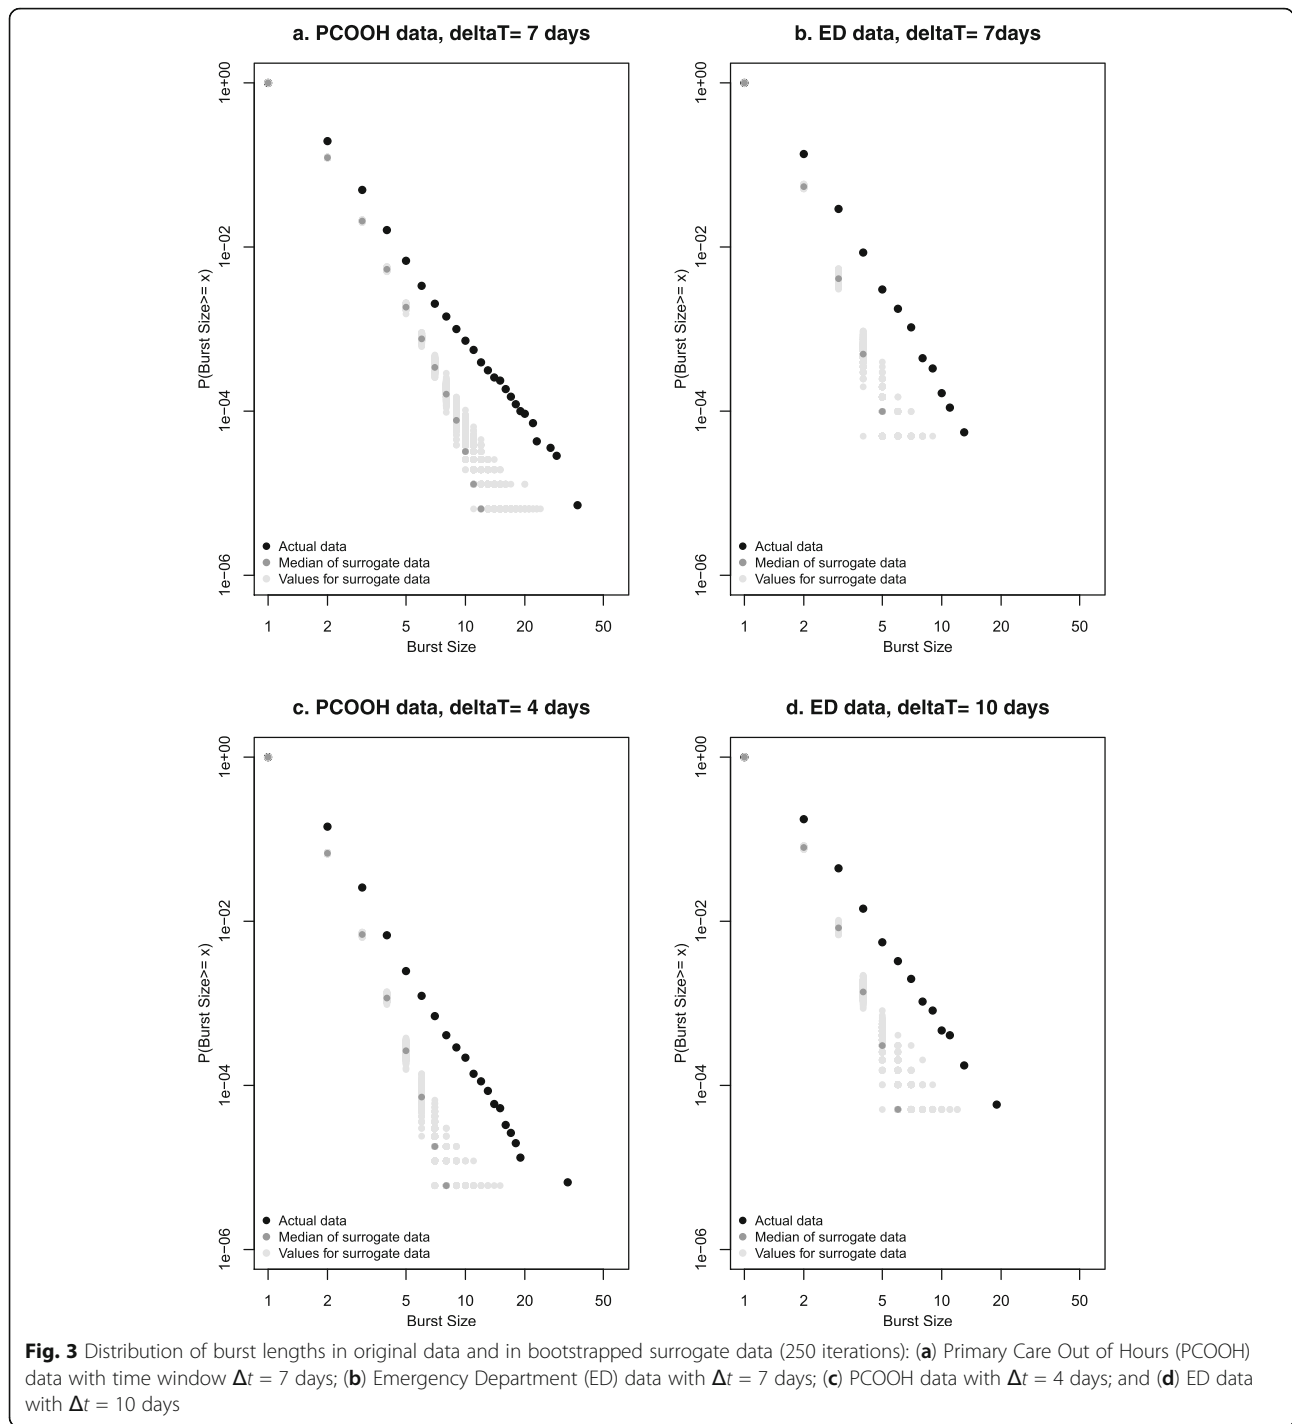 a. PCOOH data, deltaT= 7 days
P(Burst Size>= x)
1e+00
1e−02
1e−04
1e−06
Actual data
Median of surrogate data
Values for surrogate data
1 2 5 10 20 50
Burst Size
b. ED data, deltaT= 7days
P(Burst Size>= x)
1e+00
1e−02
1e−04
1e−06
Actual data
Median of surrogate data
Values for surrogate data
1 2 5 10 20 50
Burst Size
c. PCOOH data, deltaT= 4 days
P(Burst Size>= x)
1e+00
1e−02
1e−04
1e−06
Actual data
Median of surrogate data
Values for surrogate data
1 2 5 10 20 50
Burst Size
d. ED data, deltaT= 10 days
P(Burst Size>= x)
1e+00
1e−02
1e−04
1e−06
Actual data
Median of surrogate data
Values for surrogate data
1 2 5 10 20 50
Burst Size
Fig. 3 Distribution of burst lengths in original data and in bootstrapped surrogate data (250 iterations): (a) Primary Care Out of Hours (PCOOH)
data with time window Δt = 7 days; (b) Emergency Department (ED) data with Δt = 7 days; (c) PCOOH data with Δt = 4 days; and (d) ED data
with Δt = 10 days